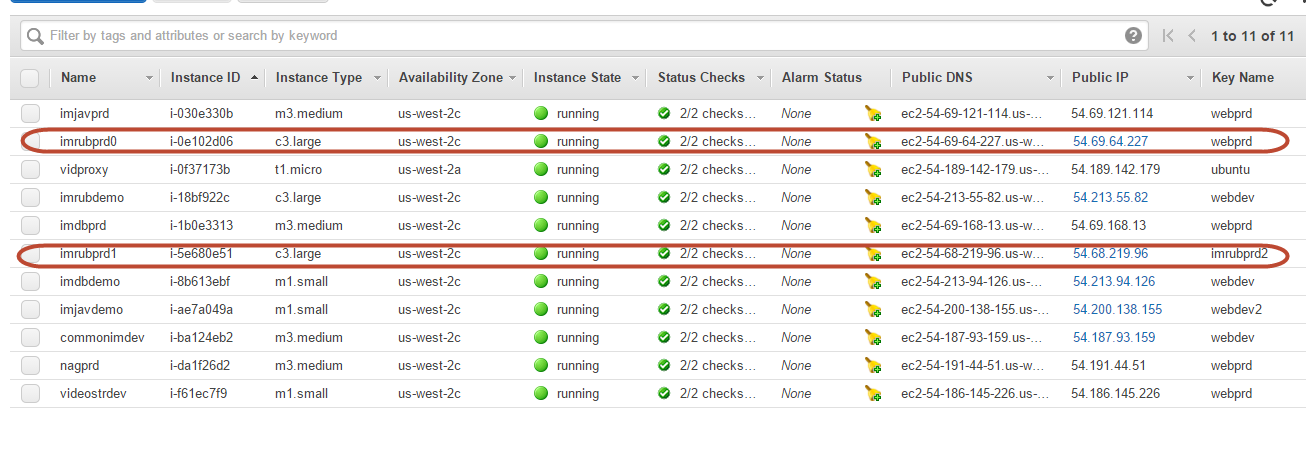 Filter by tags and attributes or search by keyword ? 1 to 11 of 11
Name Instance ID Instance Type Availability Zone Instance State Status Checks Alarm Status Public DNS Public IP Key Name
imjavprd i-030e330b m3.medium us-west-2c running 2/2 checks... None ec2-54-69-121-114.us-... 54.69.121.114 webprd
imrubprd0 i-0e102d06 c3.large us-west-2c running 2/2 checks... None ec2-54-69-64-227.us-w... 54.69.64.227 webprd
vidproxy i-0f37173b t1.micro us-west-2a running 2/2 checks... None ec2-54-189-142-179.us-... 54.189.142.179 ubuntu
imrubdemo i-18bf922c c3.large us-west-2c running 2/2 checks... None ec2-54-213-55-82.us-w... 54.213.55.82 webdev
imdbprd i-1b0e3313 m3.medium us-west-2c running 2/2 checks... None ec2-54-69-168-13.us-w... 54.69.168.13 webprd
imrubprd1 i-5e680e51 c3.large us-west-2c running 2/2 checks... None ec2-54-68-219-96.us-w... 54.68.219.96 imrubprd2
imdbdemo i-8b613ebf m1.small us-west-2c running 2/2 checks... None ec2-54-213-94-126.us-... 54.213.94.126 webdev
imjavdemo i-ae7a049a m1.small us-west-2c running 2/2 checks... None ec2-54-200-138-155.us-... 54.200.138.155 webdev2
commonimdev i-ba124eb2 m3.medium us-west-2c running 2/2 checks... None ec2-54-187-93-159.us-... 54.187.93.159 webdev
nagprd i-da1f26d2 m3.medium us-west-2c running 2/2 checks... None ec2-54-191-44-51.us-w... 54.191.44.51 webprd
videostrdev i-f61ec7f9 m1.small us-west-2c running 2/2 checks... None ec2-54-186-145-226.us-... 54.186.145.226 webprd